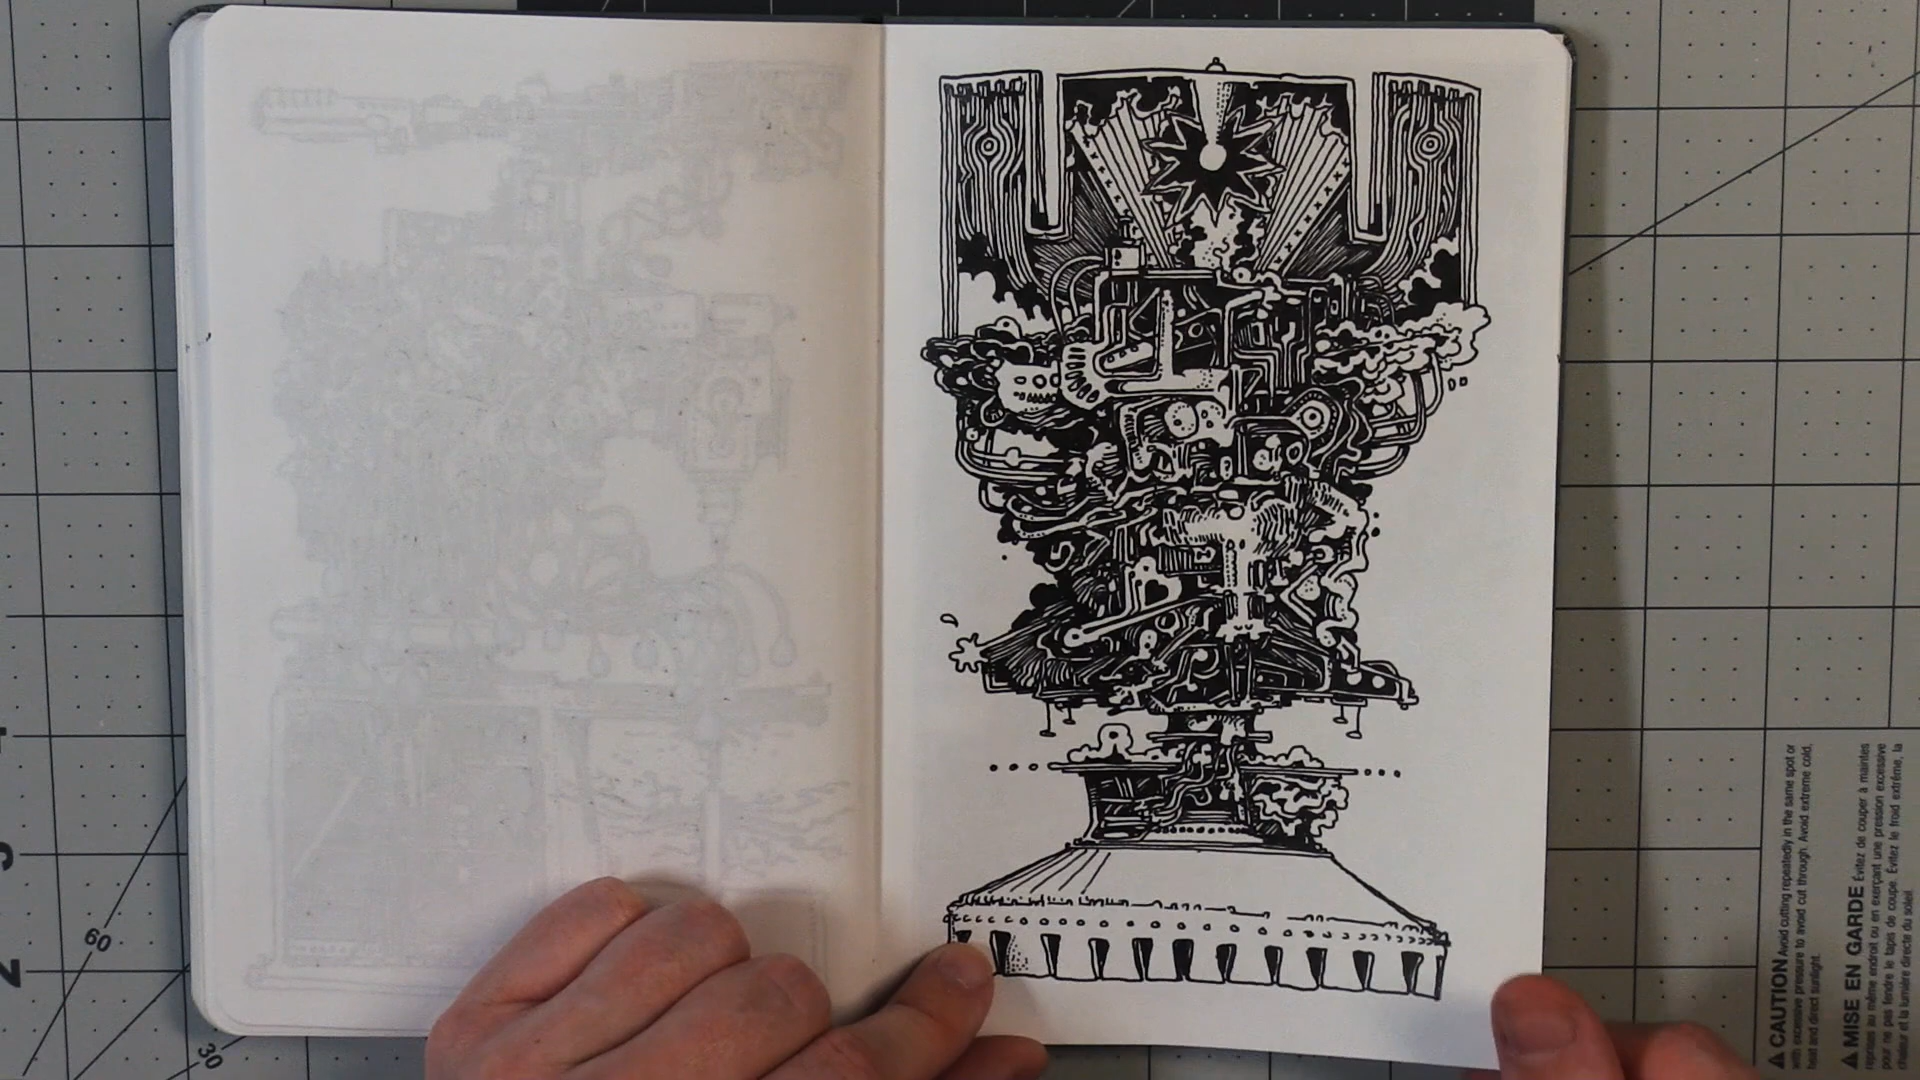 60
30
2
3
4
⚠CAUTION Avoid cutting repeatedly in the same spot or
with excessive pressure to avoid cut through. Avoid extreme cold,
heat and direct sunlight.
⚠MISE EN GARDE Évitez de couper à maintes
reprises au même endroit ou en exerçant une pression excessive
pour ne pas fendre le tapis de coupe. Évitez le froid extrême, la
chaleur et la lumière directe du soleil.